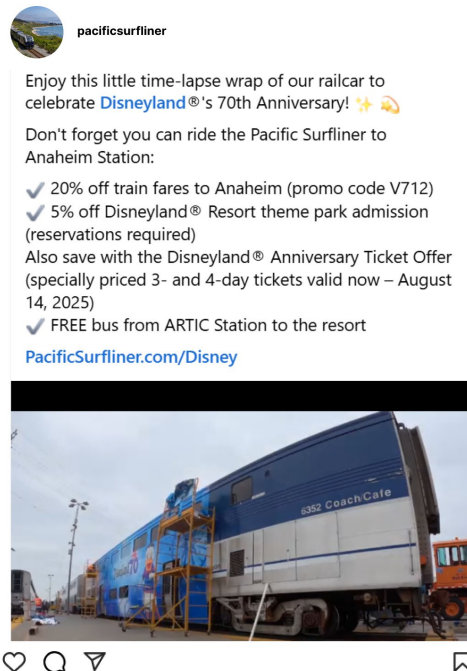 pacificsurfliner
Enjoy this little time-lapse wrap of our railcar to
celebrate Disneyland®'s 70th Anniversary! ✨ 💫
Don't forget you can ride the Pacific Surfliner to
Anaheim Station:
✔️ 20% off train fares to Anaheim (promo code V712)
✔️ 5% off Disneyland® Resort theme park admission
(reservations required)
Also save with the Disneyland® Anniversary Ticket Offer
(specially priced 3- and 4-day tickets valid now – August
14, 2025)
✔️ FREE bus from ARTIC Station to the resort
PacificSurfliner.com/Disney
6352 Coach/Cafe
70